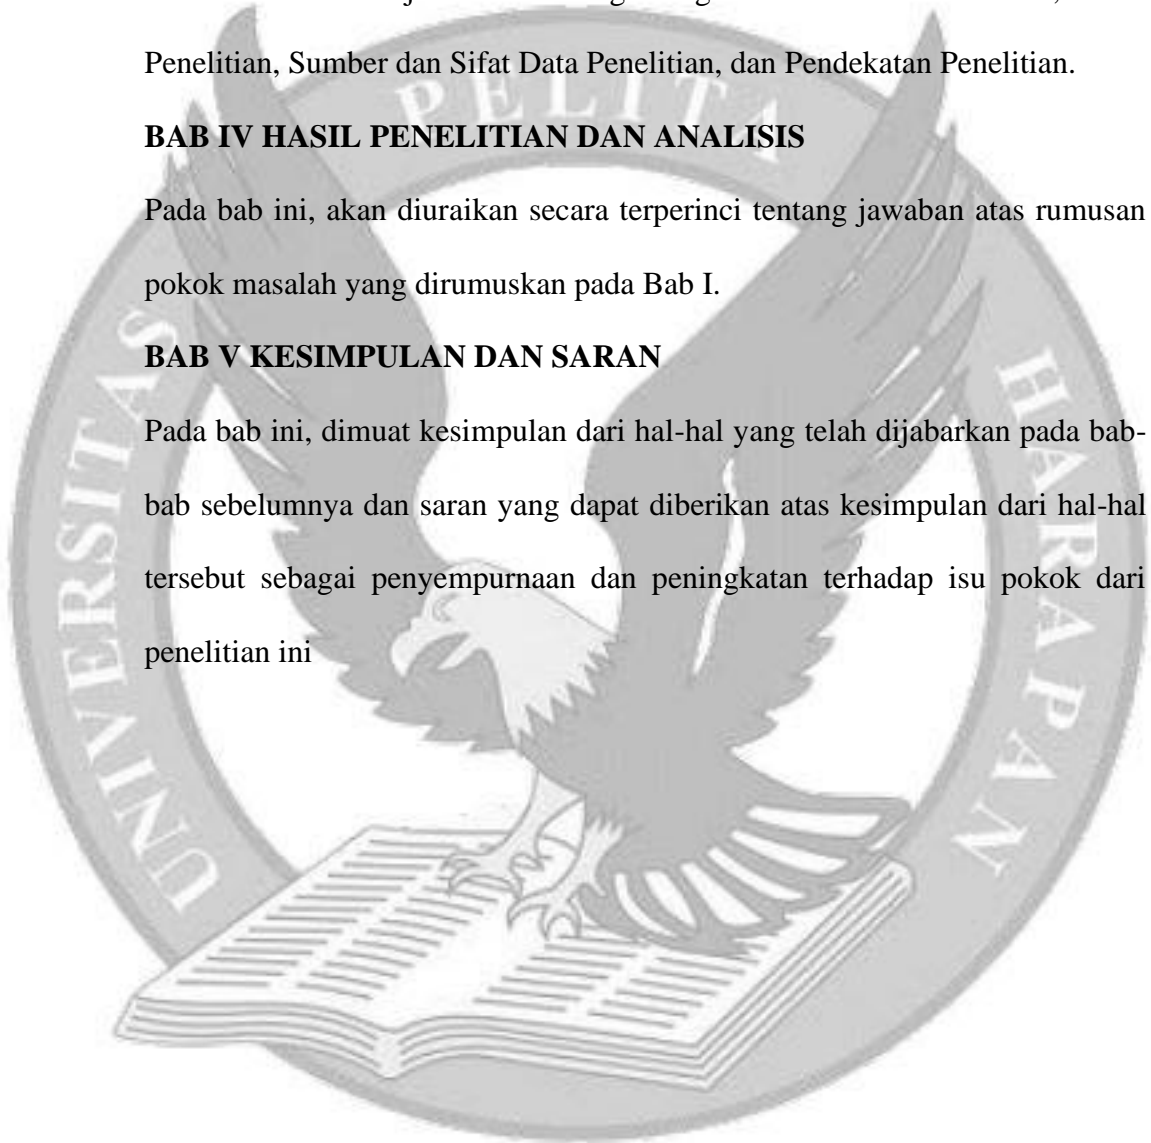 Penelitian, Sumber dan Sifat Data Penelitian, dan Pendekatan Penelitian.
BAB IV HASIL PENELITIAN DAN ANALISIS
Pada bab ini, akan diuraikan secara terperinci tentang jawaban atas rumusan
pokok masalah yang dirumuskan pada Bab I.
BAB V KESIMPULAN DAN SARAN
Pada bab ini, dimuat kesimpulan dari hal-hal yang telah dijabarkan pada bab-
bab sebelumnya dan saran yang dapat diberikan atas kesimpulan dari hal-hal
tersebut sebagai penyempurnaan dan peningkatan terhadap isu pokok dari
penelitian ini
UNIVERSITAS
PELITA
HARAPAN